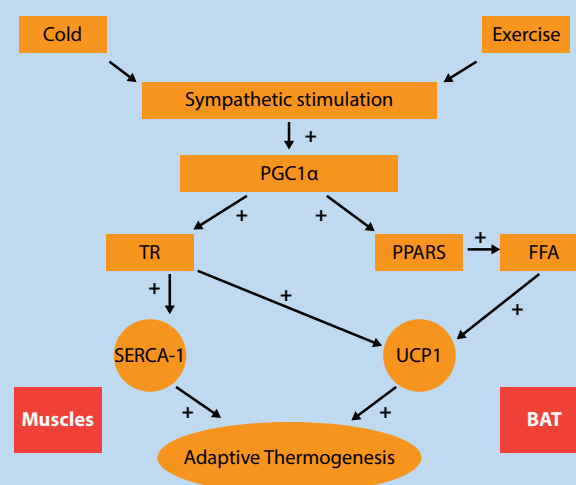 Cold
Exercise
Sympathetic stimulation
+
PGC1α
+
+
TR
PPARS
+
FFA
+
+
+
SERCA-1
UCP1
Muscles
+
+
BAT
Adaptive Thermogenesis